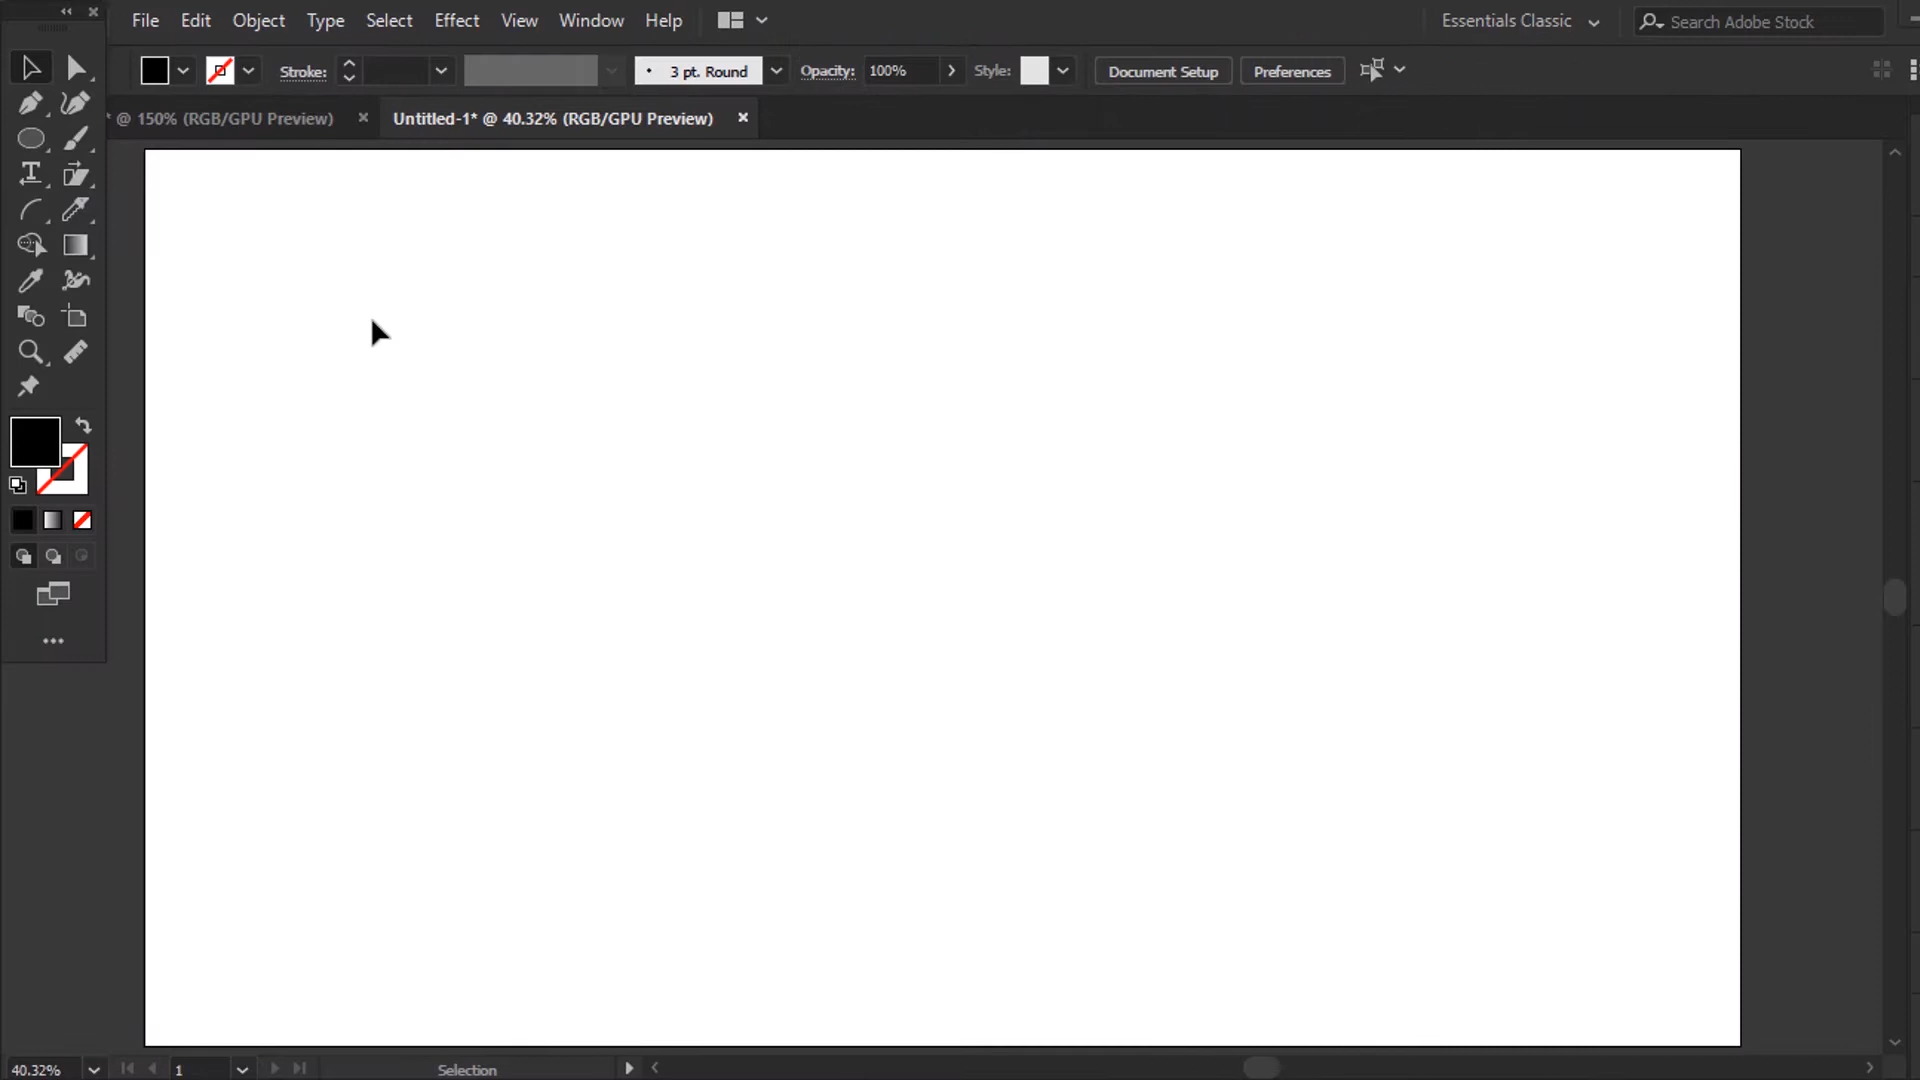 File Edit Object Type Select Effect View Window Help Essentials Classic Search Adobe Stock
Stroke: 3 pt. Round Opacity: 100% Style: Document Setup Preferences
* @ 150% (RGB/GPU Preview) × Untitled-1* @ 40.32% (RGB/GPU Preview) ×
40.32% 1 Selection